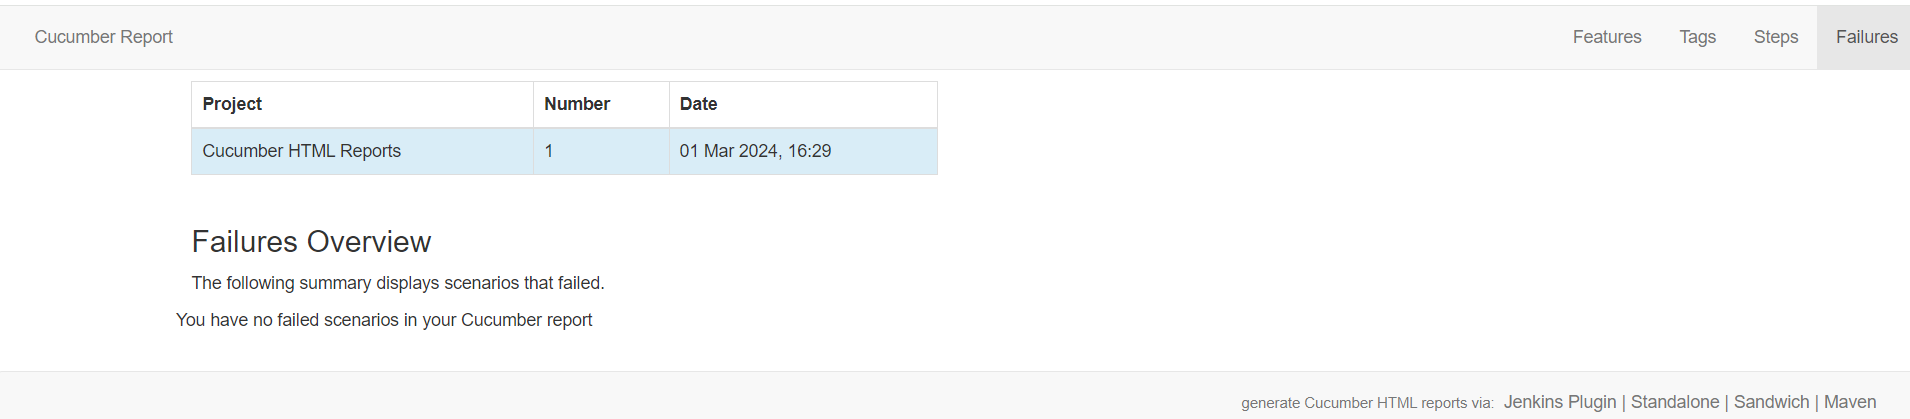 Cucumber Report Features Tags Steps Failures
Project Number Date
Cucumber HTML Reports 1 01 Mar 2024, 16:29
Failures Overview
The following summary displays scenarios that failed.
You have no failed scenarios in your Cucumber report
generate Cucumber HTML reports via: Jenkins Plugin | Standalone | Sandwich | Maven